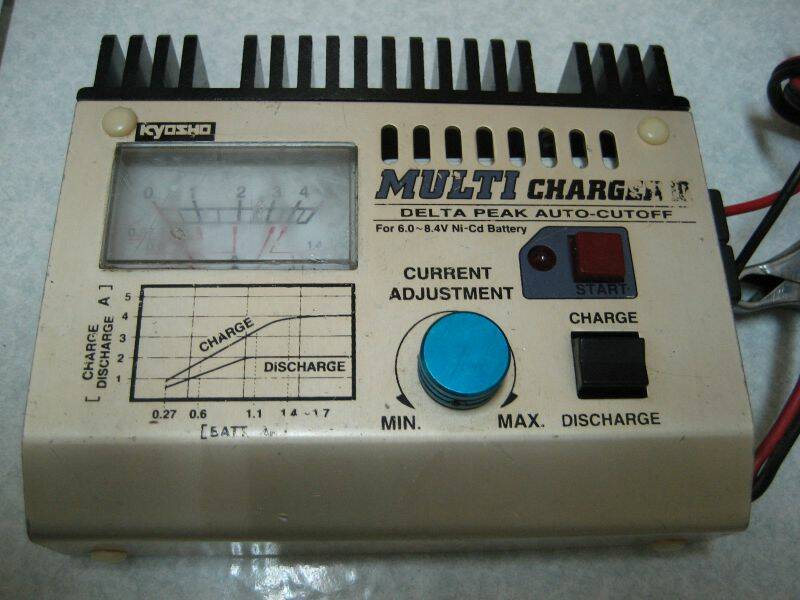 KYOSHO
MULTI CHARGER
DELTA PEAK AUTO-CUTOFF
For 6.0~8.4V Ni-Cd Battery
0 1 2 3 4
START
CURRENT
ADJUSTMENT
MIN. MAX.
CHARGE
DISCHARGE
[ CHARGE
DISCHARGE A ]
5
4
3
2
1
CHARGE
DISCHARGE
0.27 0.6 1.1 1.4 ~ 1.7
[BATT